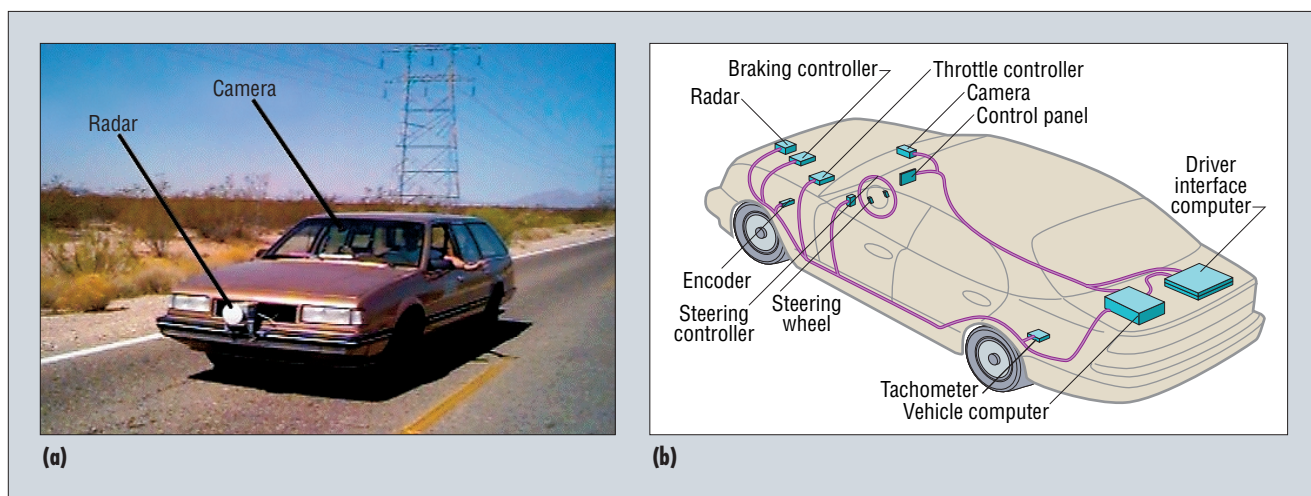 Camera
Radar
(a)
Braking controller
Throttle controller
Radar
Camera
Control panel
Driver
interface
computer
Encoder
Steering
controller
Steering
wheel
Tachometer
Vehicle computer
(b)